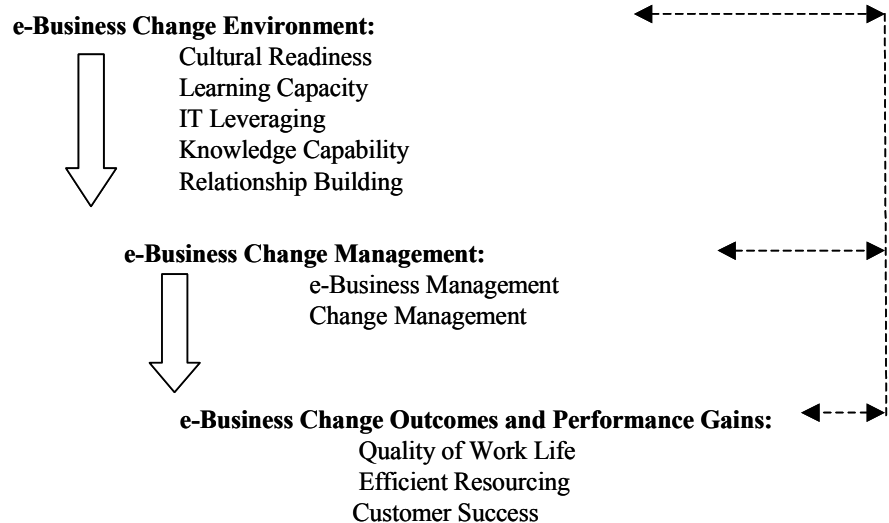 e-Business Change Environment:
Cultural Readiness
Learning Capacity
IT Leveraging
Knowledge Capability
Relationship Building
e-Business Change Management:
e-Business Management
Change Management
e-Business Change Outcomes and Performance Gains:
Quality of Work Life
Efficient Resourcing
Customer Success